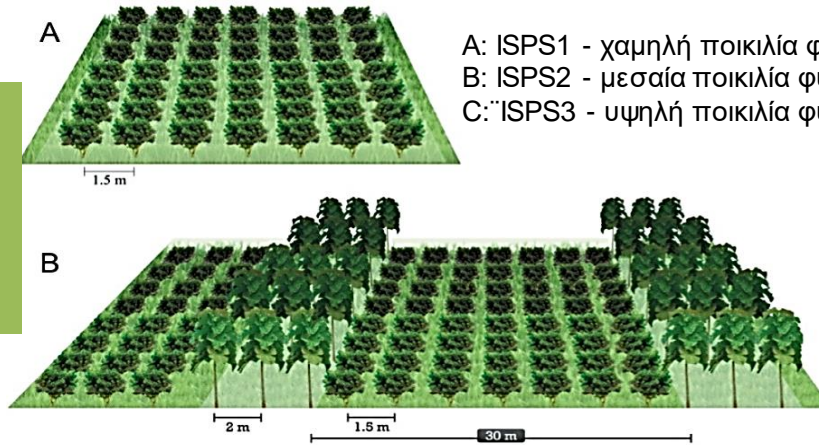 A
A: ISPS1 - χαμηλή ποικιλία
B: ISPS2 - μεσαία ποικιλία
C:¨ISPS3 - υψηλή ποικιλία
1.5 m
B
2 m
1.5 m
30 m